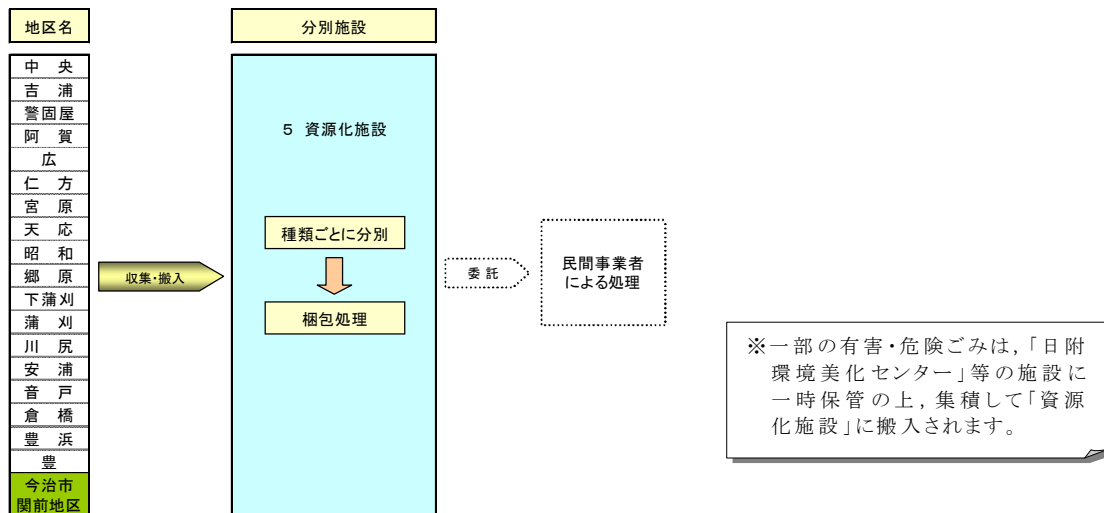 地区名
分別施設
中 央
吉 浦
警固屋
阿 賀
広
仁 方
宮 原
天 応
昭 和
郷 原
下蒲刈
蒲 刈
川 尻
安 浦
音 戸
倉 橋
豊 浜
豊
今治市
関前地区
収集・搬入
5 資源化施設
種類ごとに分別
梱包処理
委託
民間事業者
による処理
※一部の有害・危険ごみは，「日附
環境美化センター」等の施設に
一時保管の上，集積して「資源
化施設」に搬入されます。